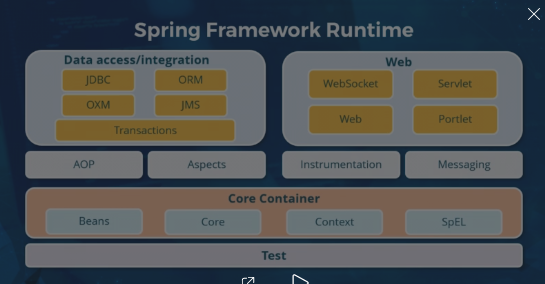 Spring Framework Runtime
Data access/integration
JDBC
ORM
OXM
JMS
Transactions
Web
WebSocket
Servlet
Web
Portlet
AOP
Aspects
Instrumentation
Messaging
Core Container
Beans
Core
Context
SpEL
Test